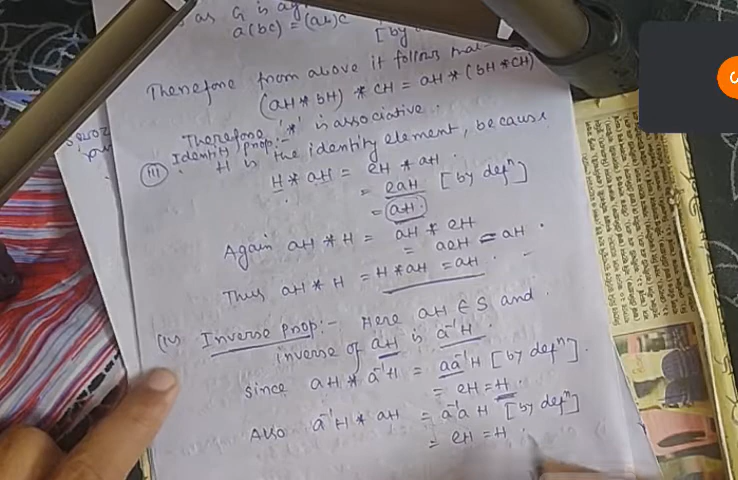 as G is a
a(bc) = (ab)c [by
Therefore from above it follows that
(aH * bH) * cH = aH * (bH * cH)
Therefore '*' is associative.
(III) Identity prop:-
H is the identity element, because
H * aH = eH * aH.
= eaH [by defⁿ]
= aH.
Again aH * H = aH * eH
= aeH = aH.
Thus aH * H = H * aH = aH.
(IV) Inverse prop:- Here aH ∈ S and
inverse of aH is a⁻¹H.
since aH * a⁻¹H = aa⁻¹H [by defⁿ].
= eH = H.
Also a⁻¹H * aH = a⁻¹a H [by defⁿ]
= eH = H.